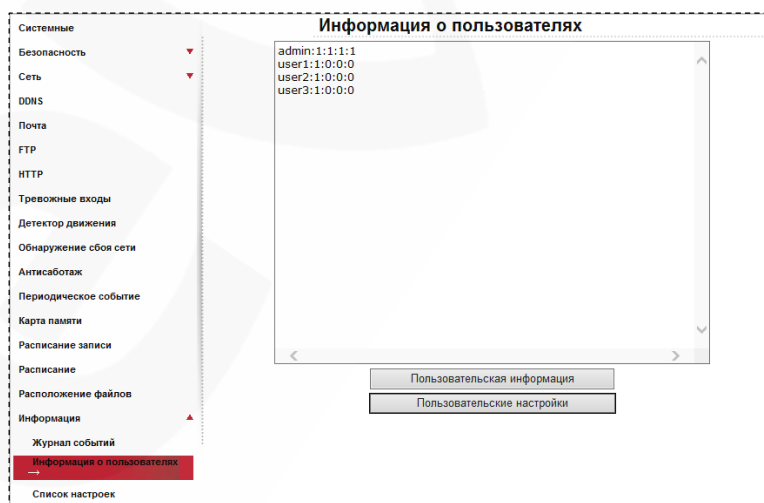 Информация о пользователях
Системные
Безопасность
Сеть
DDNS
Почта
FTP
HTTP
Тревожные входы
Детектор движения
Обнаружение сбоя сети
Антисаботаж
Периодическое событие
Карта памяти
Расписание записи
Расписание
Расположение файлов
Информация
Журнал событий
Информация о пользователях
Список настроек
admin:1:1:1:1
user1:1:0:0:0
user2:1:0:0:0
user3:1:0:0:0
Пользовательская информация
Пользовательские настройки